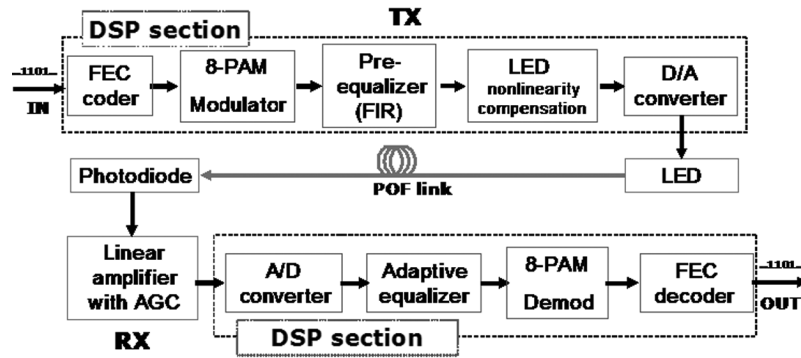 TX
DSP section
1101
IN
FEC
coder
8-PAM
Modulator
Pre-
equalizer
(FIR)
LED
nonlinearity
compensation
D/A
converter
Photodiode
POF link
LED
Linear
amplifier
with AGC
RX
A/D
converter
Adaptive
equalizer
8-PAM
Demod
FEC
decoder
1101
OUT
DSP section